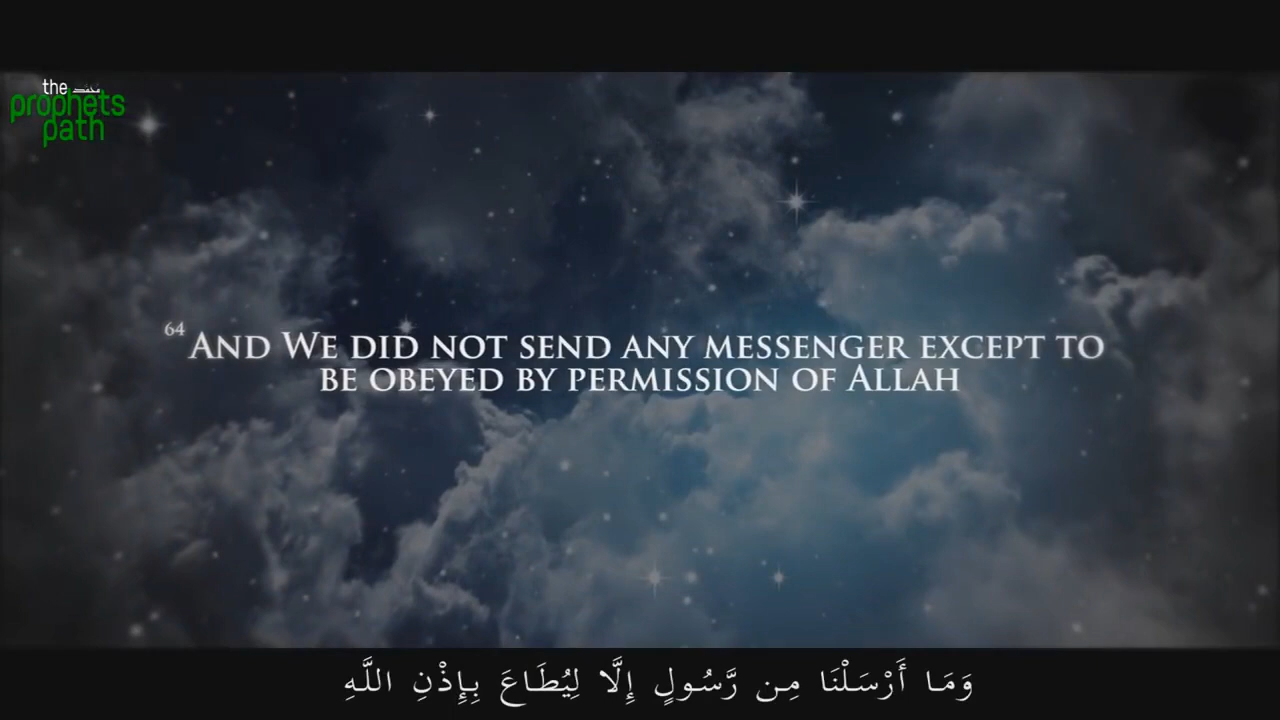 the محمد
prophets
path
64 AND WE DID NOT SEND ANY MESSENGER EXCEPT TO
BE OBEYED BY PERMISSION OF ALLAH
وَمَا أَرْسَلْنَا مِن رَّسُولٍ إِلَّا لِيُطَاعَ بِإِذْنِ اللَّهِ